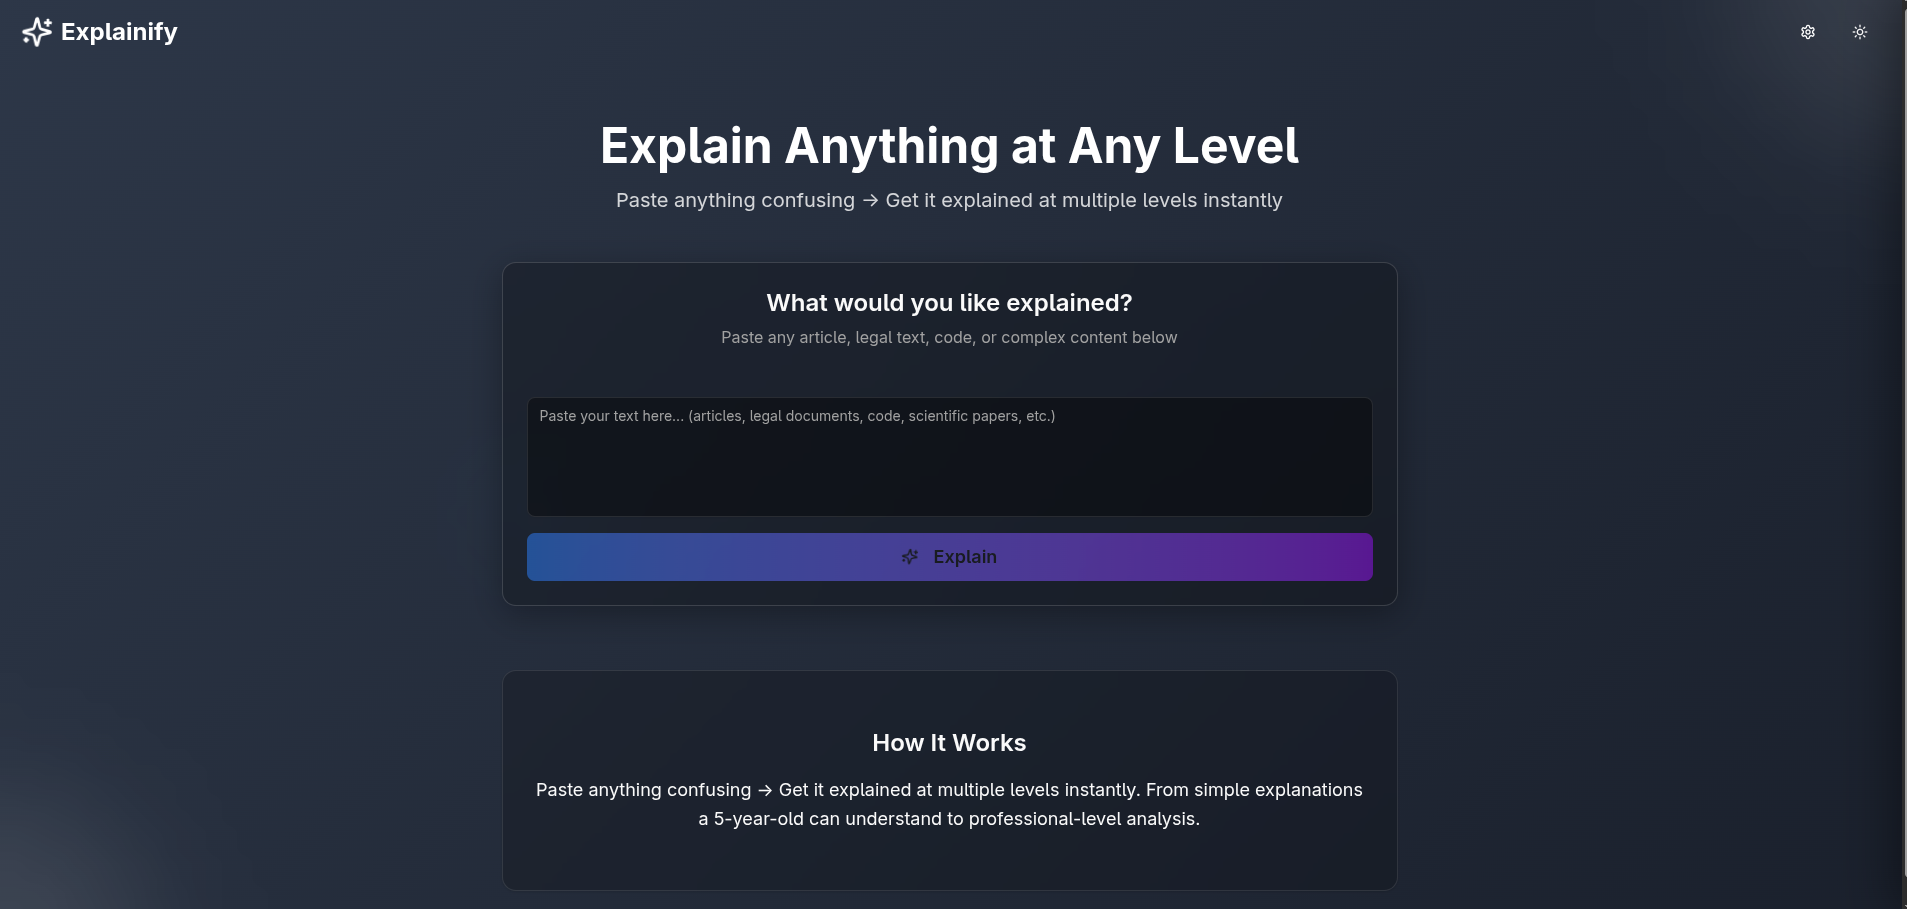 Explainify
Explain Anything at Any Level
Paste anything confusing → Get it explained at multiple levels instantly
What would you like explained?
Paste any article, legal text, code, or complex content below
Paste your text here... (articles, legal documents, code, scientific papers, etc.)
Explain
How It Works
Paste anything confusing → Get it explained at multiple levels instantly. From simple explanations
a 5-year-old can understand to professional-level analysis.